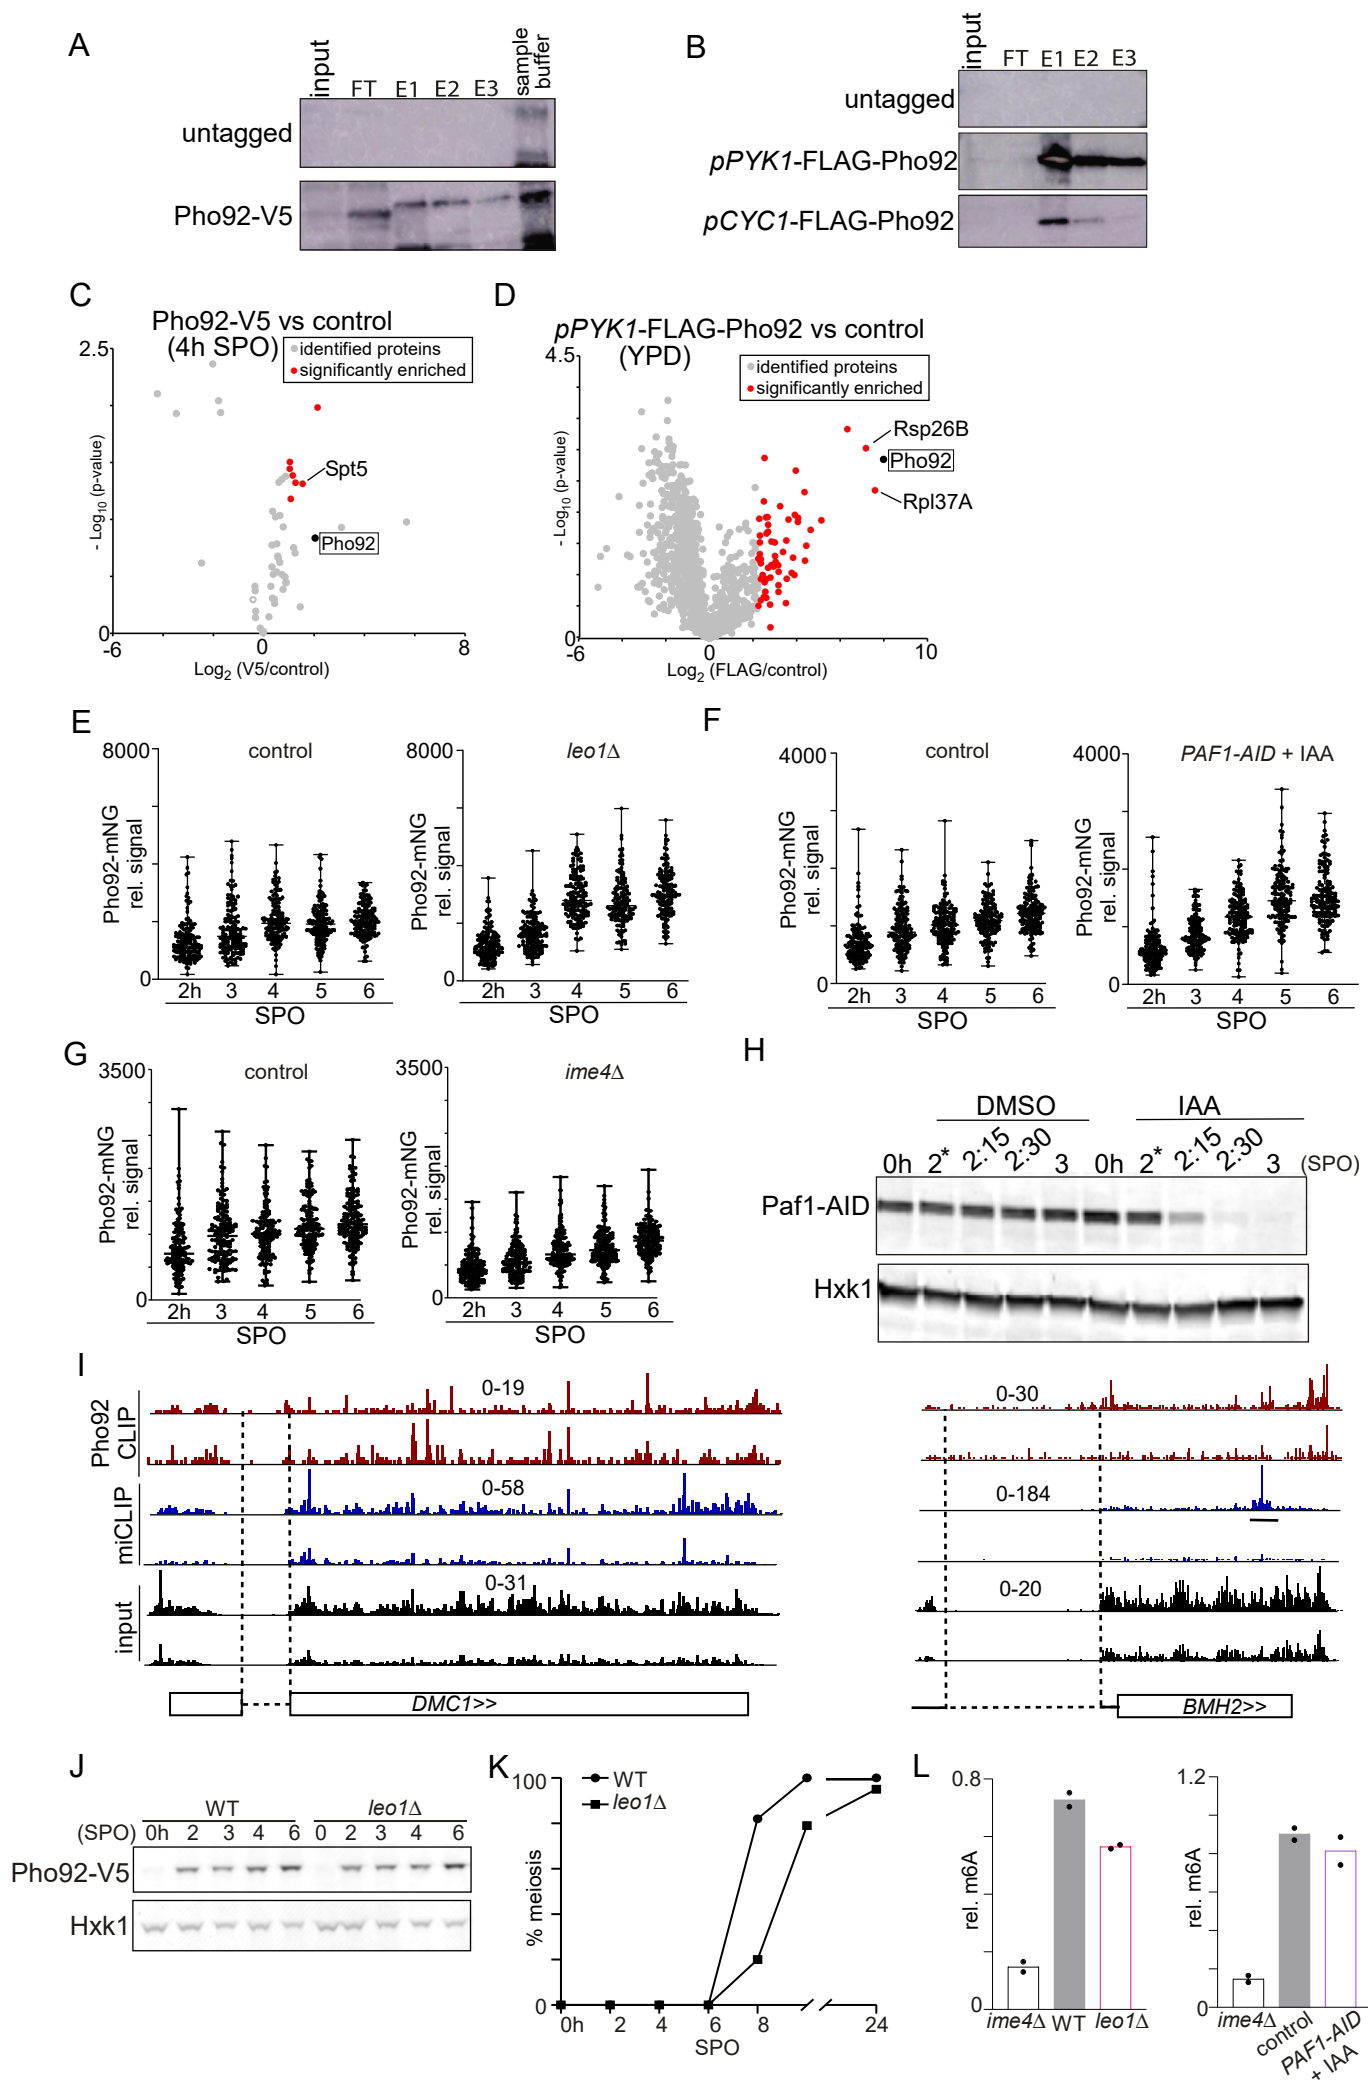 A
input
FT
E1
E2
E3
sample
buffer
untagged
Pho92-V5
B
input
FT
E1
E2
E3
untagged
pPYK1-FLAG-Pho92
pCYC1-FLAG-Pho92
C
Pho92-V5 vs control
(4h SPO)
identified proteins
significantly enriched
2.5
- Log10 (p-value)
Spt5
Pho92
0
-6
0
8
Log2 (V5/control)
D
pPYK1-FLAG-Pho92 vs control
(YPD)
identified proteins
significantly enriched
4.5
- Log10 (p-value)
Rsp26B
Pho92
Rpl37A
0
-6
0
10
Log2 (FLAG/control)
E
8000
control
Pho92-mNG
rel. signal
0
2h 3 4 5 6
SPO
8000
leo1Δ
Pho92-mNG
rel. signal
0
2h 3 4 5 6
SPO
F
4000
control
Pho92-mNG
rel. signal
0
2h 3 4 5 6
SPO
4000
PAF1-AID + IAA
Pho92-mNG
rel. signal
0
2h 3 4 5 6
SPO
G
3500
control
Pho92-mNG
rel. signal
0
2h 3 4 5 6
SPO
3500
ime4Δ
Pho92-mNG
rel. signal
0
2h 3 4 5 6
SPO
H
DMSO
IAA
0h 2* 2:15 2:30 3 0h 2* 2:15 2:30 3 (SPO)
Paf1-AID
Hxk1
I
Pho92
CLIP
miCLIP
input
0-19
0-58
0-31
DMC1>>
0-30
0-184
0-20
BMH2>>
J
WT
leo1Δ
(SPO) 0h 2 3 4 6 0 2 3 4 6
Pho92-V5
Hxk1
K
100
WT
leo1Δ
% meiosis
0
0h 2 4 6 8 24
SPO
L
0.8
rel. m6A
0
ime4Δ WT leo1Δ
1.2
rel. m6A
0
ime4Δ
control
PAF1-AID
+ IAA